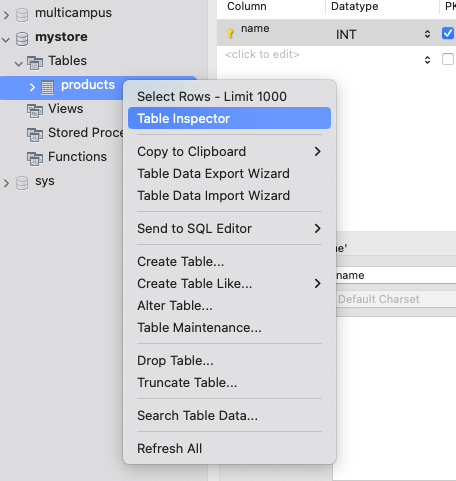 multicampus
mystore
Tables
products
Views
Stored Proce
Functions
sys
Column Datatype PK
name INT
<click to edit>
Select Rows - Limit 1000
Table Inspector
Copy to Clipboard
Table Data Export Wizard
Table Data Import Wizard
Send to SQL Editor
Create Table...
Create Table Like...
Alter Table...
Table Maintenance...
Drop Table...
Truncate Table...
Search Table Data...
Refresh All
e'
name
Default Charset